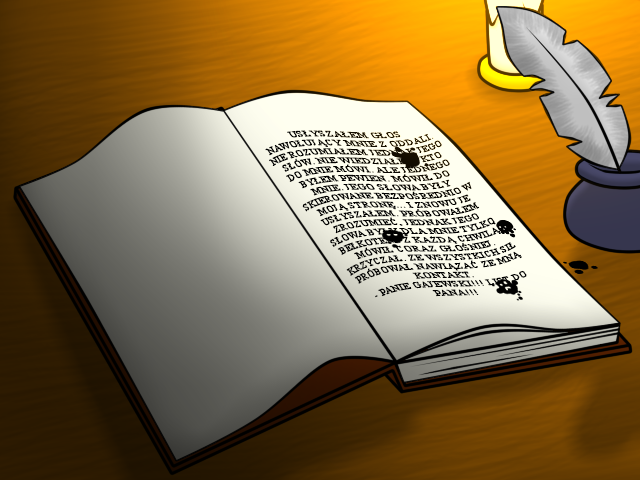 USŁYSZAŁEM GŁOS
NAWOŁUJĄCY MNIE Z ODDALI.
NIE ROZUMIAŁEM JEDNAK JEGO
SŁÓW. NIE WIEDZIAŁEM KTO
DO MNIE MÓWI. ALE JEDNEGO
BYŁEM PEWIEN. MÓWIŁ DO
MNIE. JEGO SŁOWA BYŁY
SKIEROWANE BEZPOŚREDNIO W
MOJĄ STRONĘ... I ZNOWU JE
USŁYSZAŁEM. PRÓBOWAŁEM
ZROZUMIEĆ, JEDNAK JEGO
SŁOWA BYŁY DLA MNIE TYLKO
BEŁKOTEM. Z KAŻDĄ CHWILĄ
MÓWIŁ CORAZ GŁOŚNIEJ.
KRZYCZAŁ. ZE WSZYSTKICH SIŁ
PRÓBOWAŁ NAWIĄZAĆ ZE MNĄ
KONTAKT.
- PANIE GAJEWSKI!!! LIST DO
PANA!!!